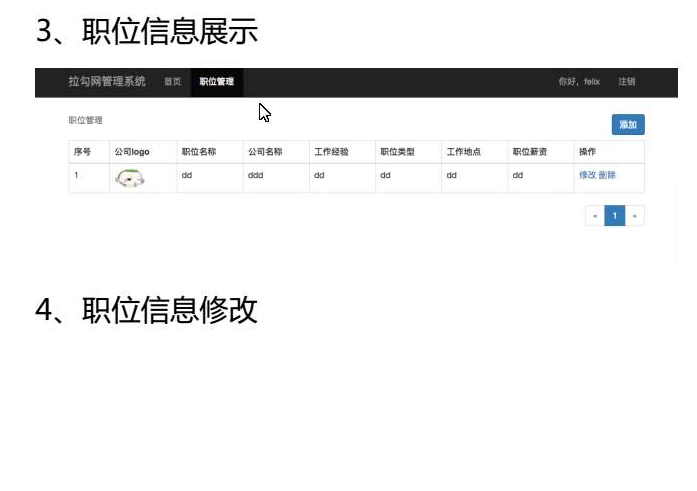 3、职位信息展示
拉勾网管理系统 首页 职位管理 你好，felix 注销
职位管理 添加
序号 公司logo 职位名称 公司名称 工作经验 职位类型 工作地点 职位薪资 操作
1 dd ddd dd dd dd dd 修改 删除
« 1 »
4、职位信息修改